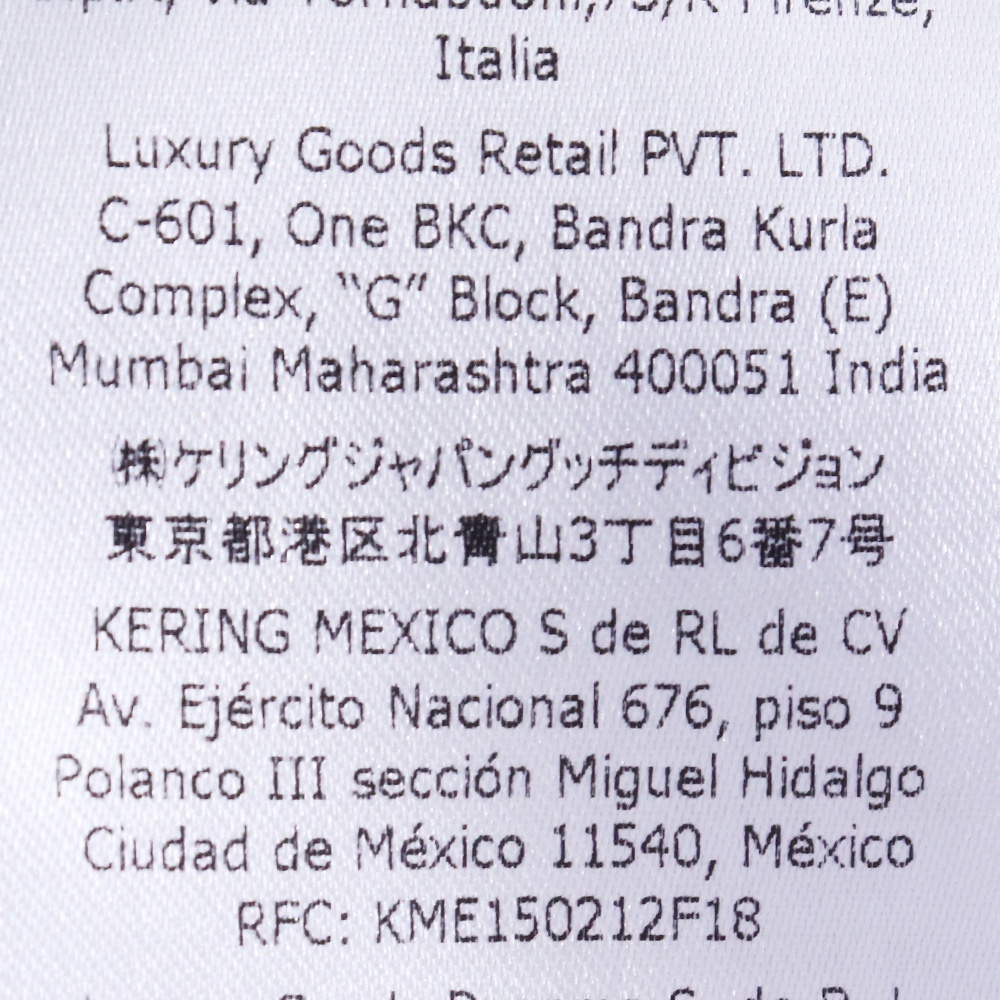 Firenze,
Italia
Luxury Goods Retail PVT. LTD.
C-601, One BKC, Bandra Kurla
Complex, “G” Block, Bandra (E)
Mumbai Maharashtra 400051 India
㈱ケリングジャパングッチディビジョン
東京都港区北青山3丁目6番7号
KERING MEXICO S de RL de CV
Av. Ejército Nacional 676, piso 9
Polanco III sección Miguel Hidalgo
Ciudad de México 11540, México
RFC: KME150212F18